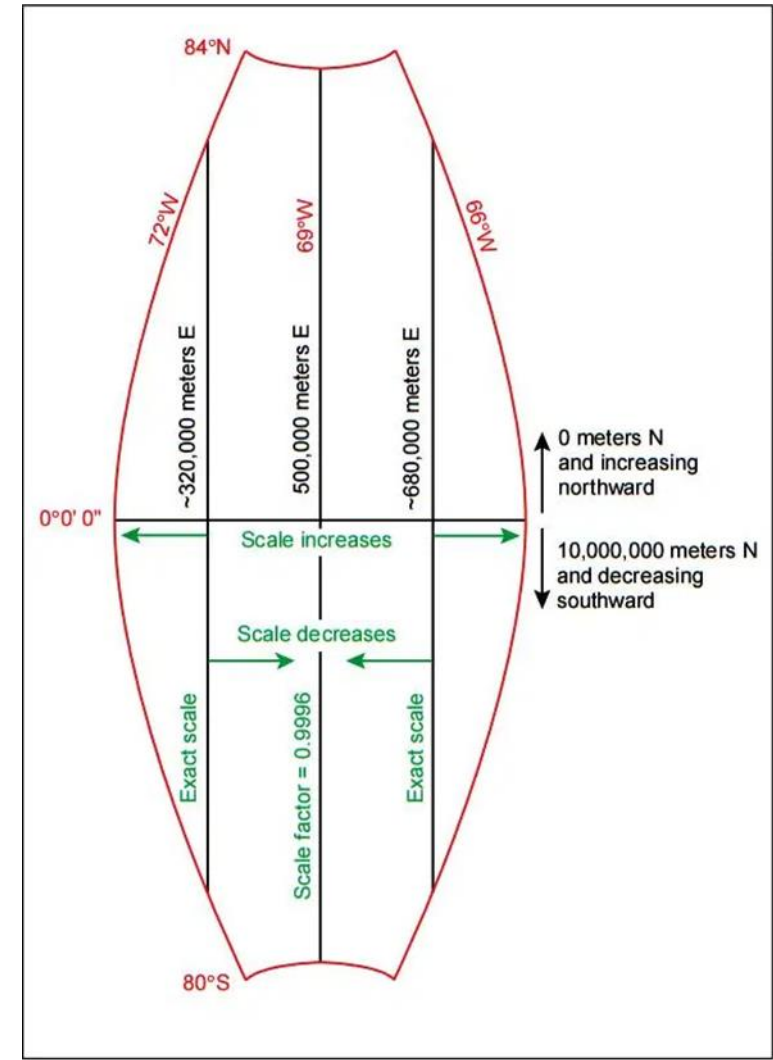 84°N
72°W
69°W
66°W
~320,000 meters E
500,000 meters E
~680,000 meters E
0 meters N
and increasing
northward
0°0' 0"
Scale increases
10,000,000 meters N
and decreasing
southward
Scale decreases
Exact scale
Scale factor = 0.9996
Exact scale
80°S